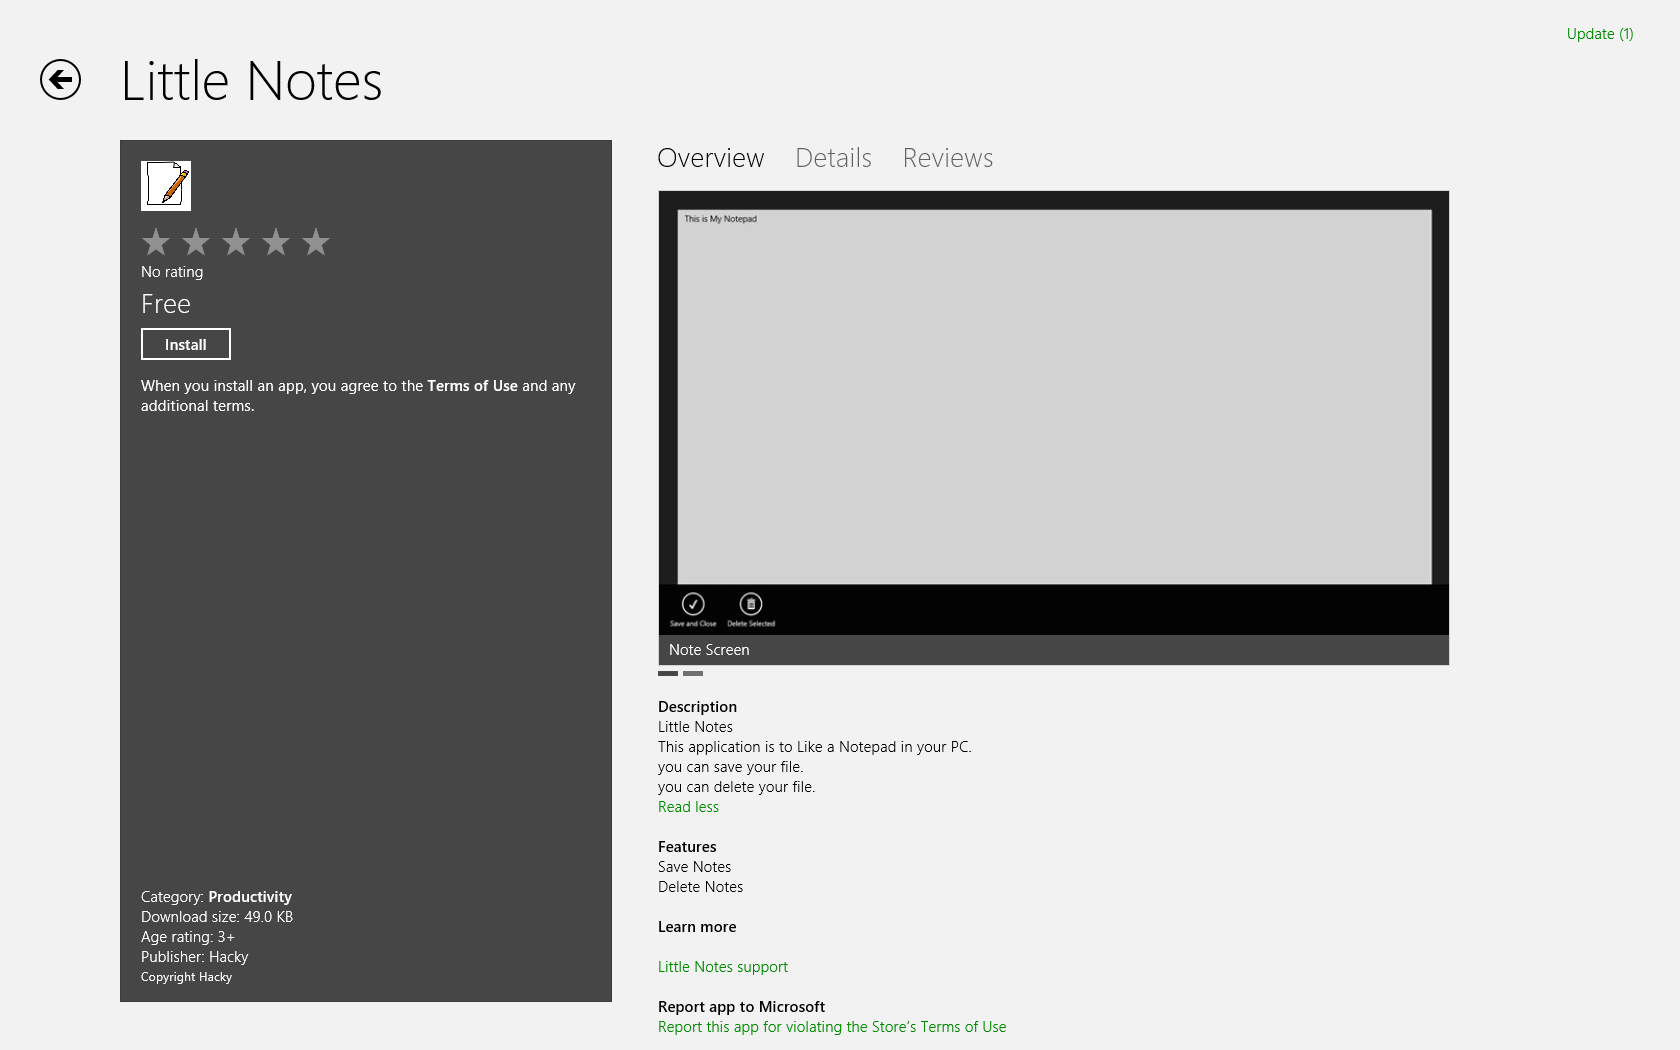 Update (1)
Little Notes
No rating
Free
Install
When you install an app, you agree to the Terms of Use and any
additional terms.
Category: Productivity
Download size: 49.0 KB
Age rating: 3+
Publisher: Hacky
Copyright Hacky
Overview Details Reviews
This is My Notepad
Save and Close Delete Selected
Note Screen
Description
Little Notes
This application is to Like a Notepad in your PC.
you can save your file.
you can delete your file.
Read less
Features
Save Notes
Delete Notes
Learn more
Little Notes support
Report app to Microsoft
Report this app for violating the Store’s Terms of Use